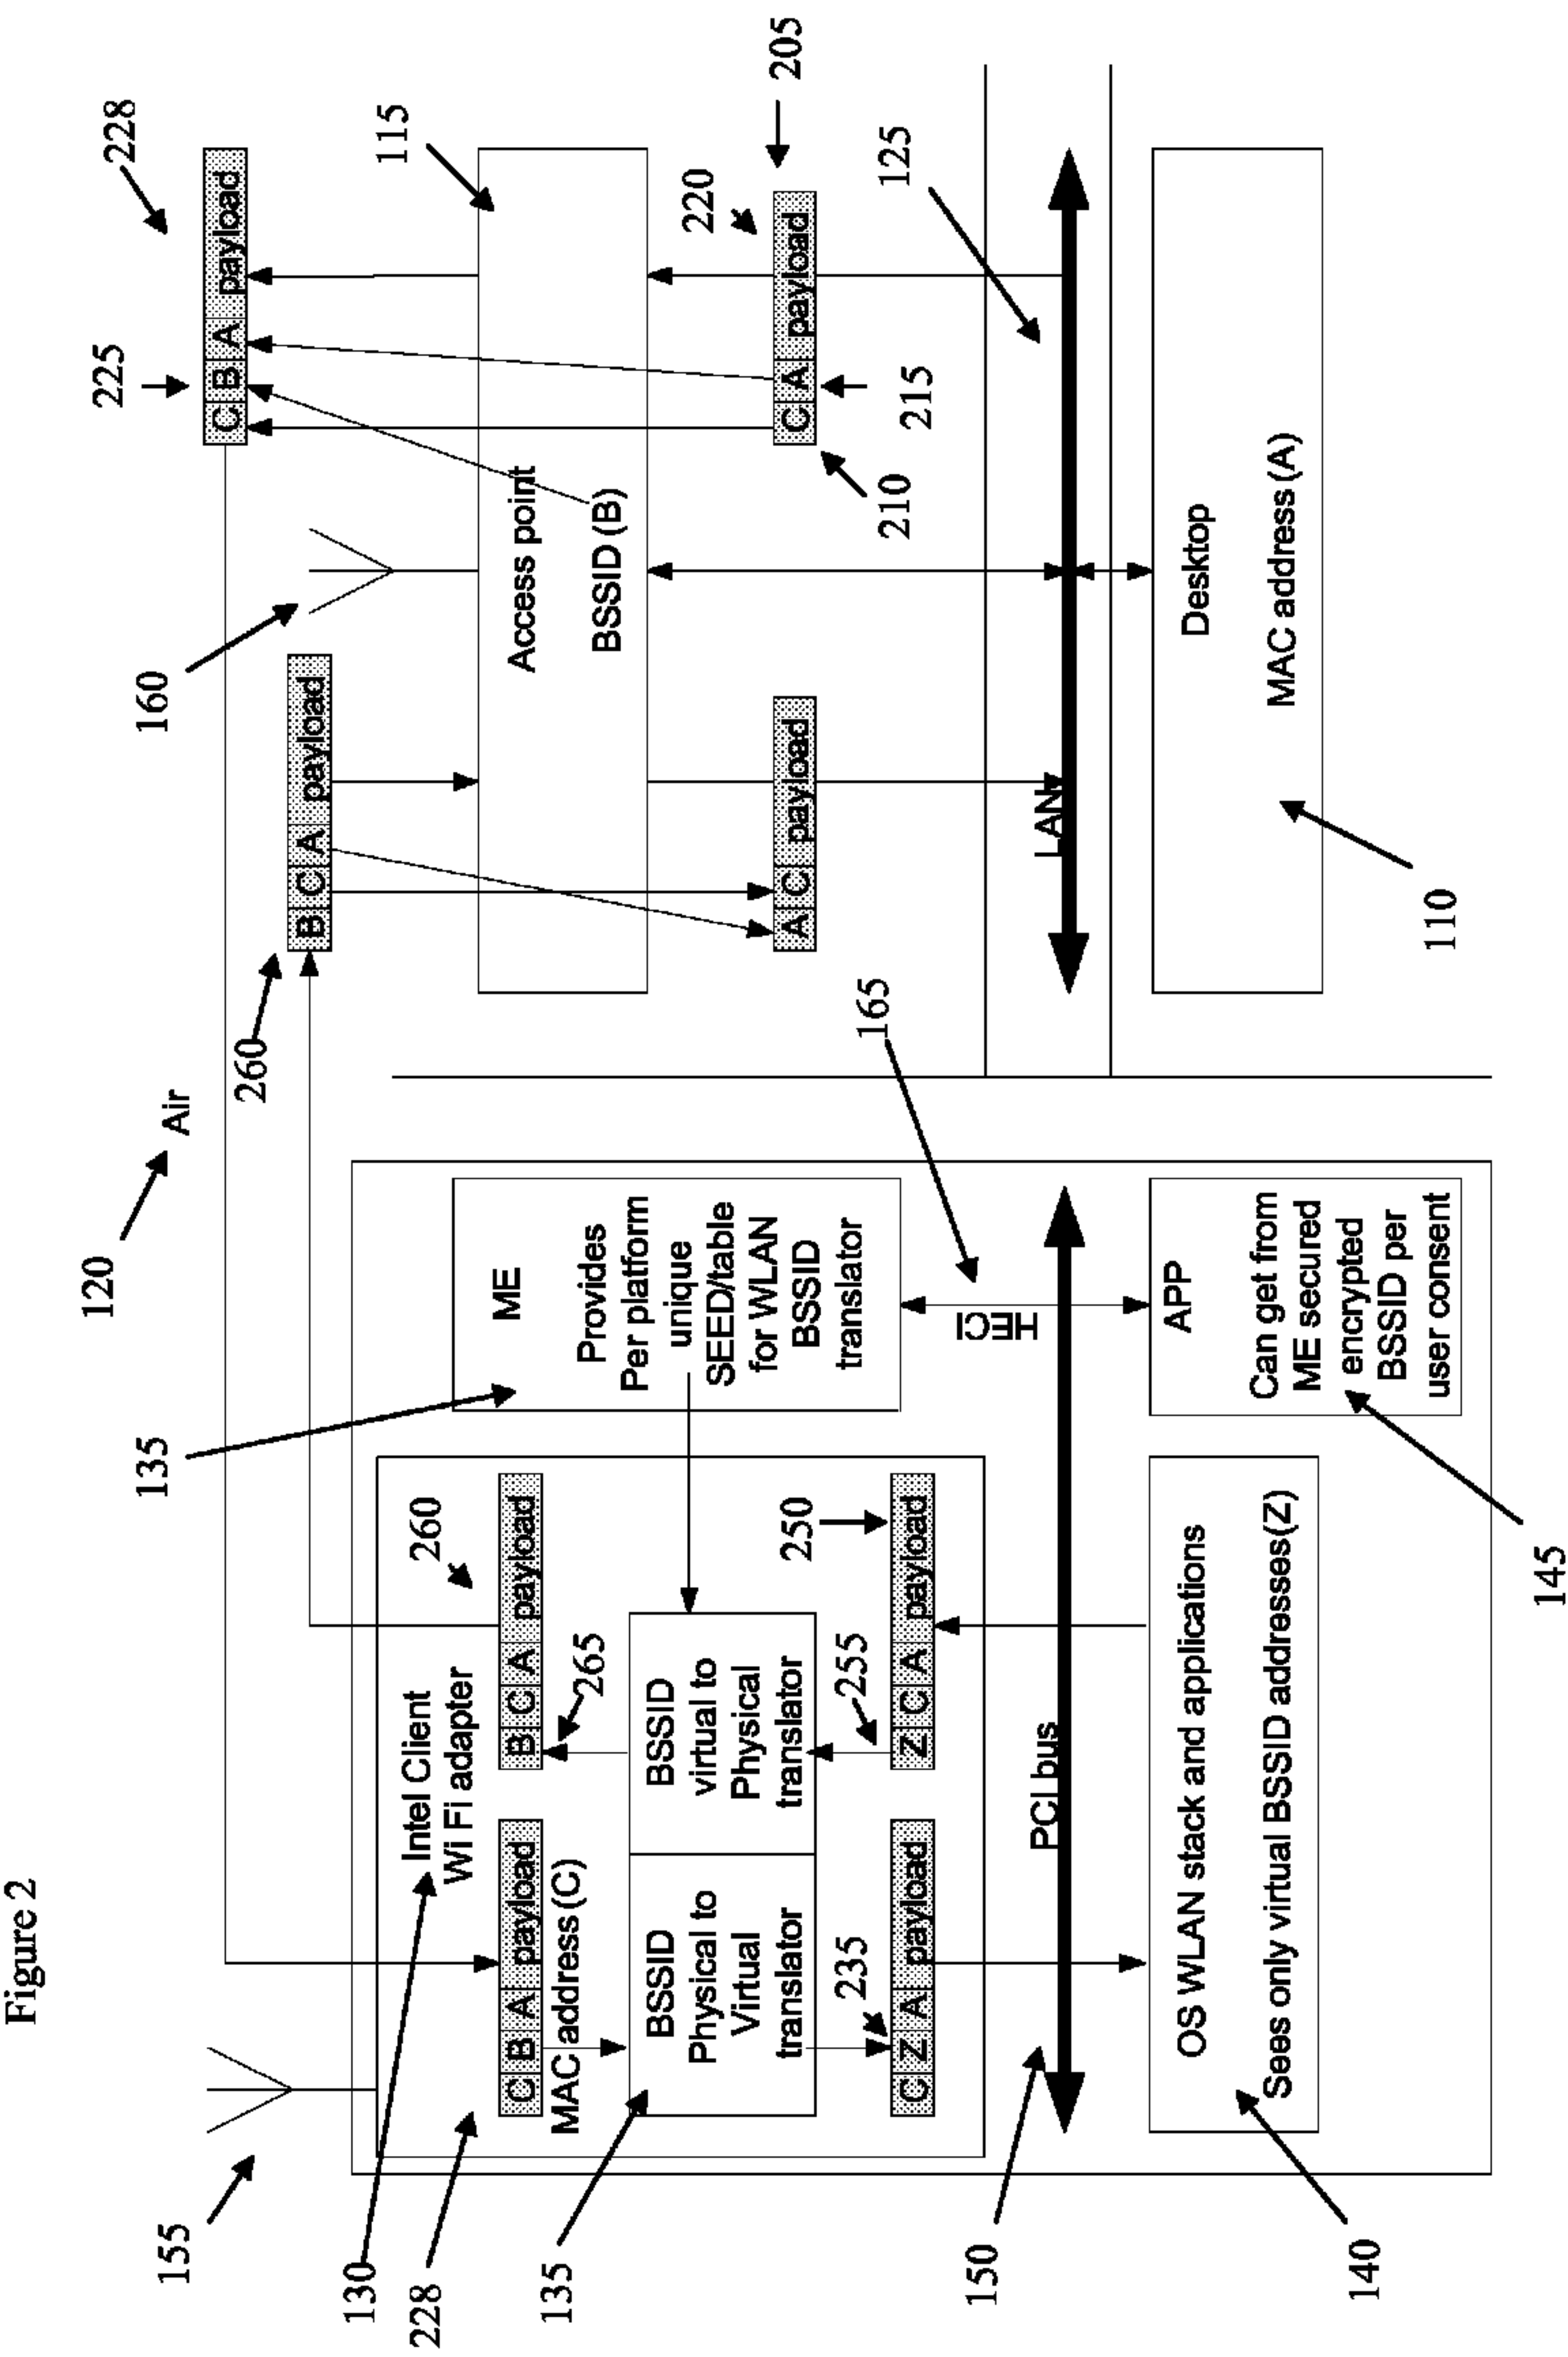 Figure 2
155
120
Air
160
225
228
C B A payload
260
B C A payload
130
228
135
115
Intel Client
Wi Fi adapter
260
C B A payload
B C A payload
MAC address (C)
265
ME
Provides
Per platform
unique
SEED/table
for WLAN
BSSID
translator
Access point
BSSID (B)
135
BSSID
Physical to
Virtual
translator
BSSID
virtual to
Physical
translator
220
205
A C payload
C A payload
235
255
250
165
210
215
125
C Z A payload
Z C A payload
HECI
150
PCI bus
LAN
OS WLAN stack and applications
Sees only virtual BSSID addresses(Z)
APP
Can get from
ME secured
encrypted
BSSID per
user consent
Desktop
MAC address (A)
140
145
110